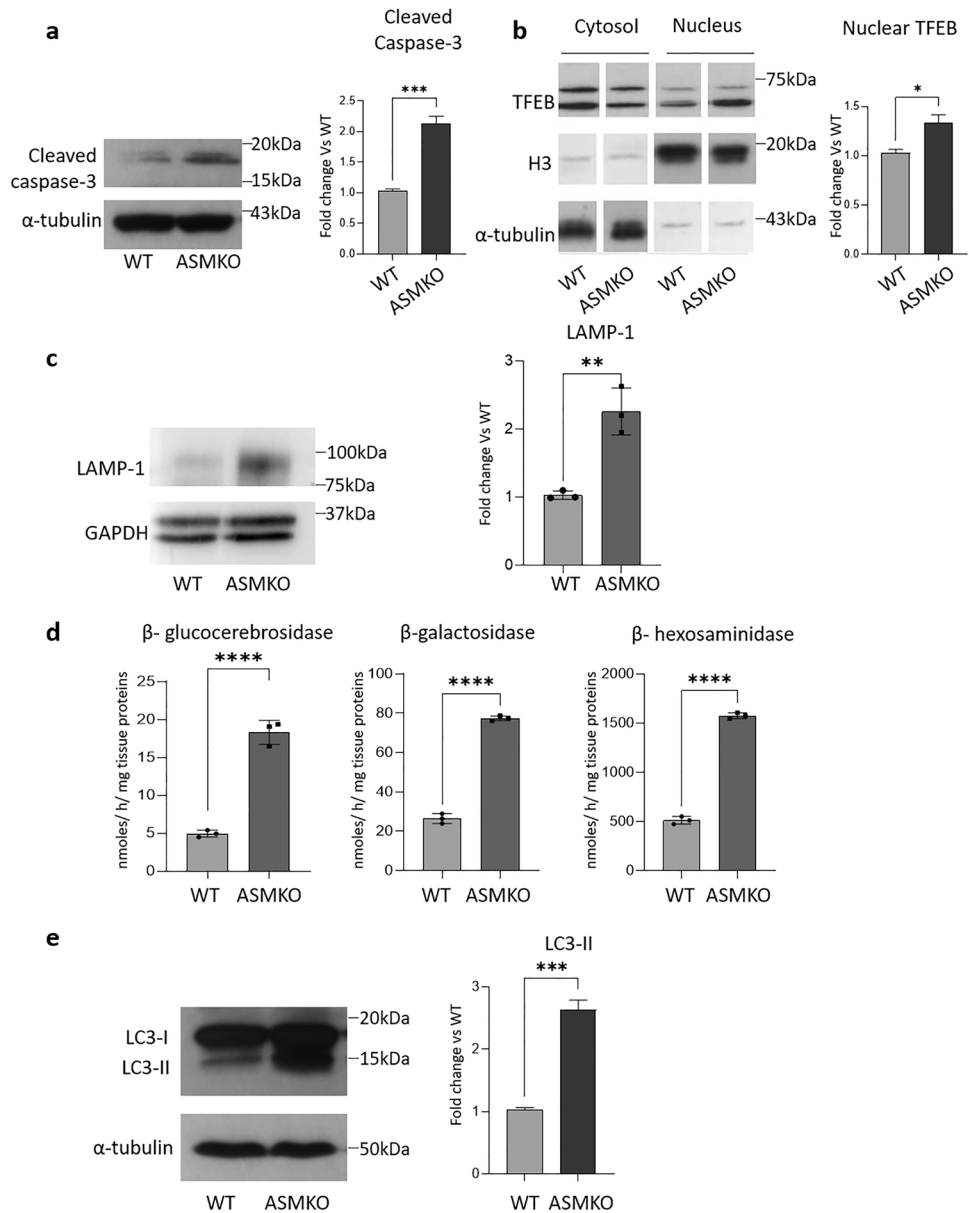 a
Cleaved
Caspase-3
***
Fold change Vs WT
2.5
2.0
1.5
1.0
0.5
0.0
WT
ASMKO
Cleaved
caspase-3
20kDa
15kDa
α-tubulin
43kDa
WT ASMKO
b
Cytosol Nucleus
TFEB
75kDa
H3
20kDa
α-tubulin
43kDa
WT
ASMKO
WT
ASMKO
Nuclear TFEB
*
Fold change Vs WT
1.5
1.0
0.5
0.0
WT
ASMKO
c
LAMP-1
100kDa
75kDa
GAPDH
37kDa
WT ASMKO
LAMP-1
**
Fold change Vs WT
3
2
1
0
WT ASMKO
d
β- glucocerebrosidase
****
nmoles/ h/ mg tissue proteins
25
20
15
10
5
0
WT ASMKO
β-galactosidase
****
nmoles/ h/ mg tissue proteins
100
80
60
40
20
0
WT ASMKO
β- hexosaminidase
****
nmoles/ h/ mg tissue proteins
2000
1500
1000
500
0
WT ASMKO
e
LC3-I
LC3-II
20kDa
15kDa
α-tubulin
50kDa
WT ASMKO
LC3-II
***
Fold change vs WT
3
2
1
0
WT ASMKO